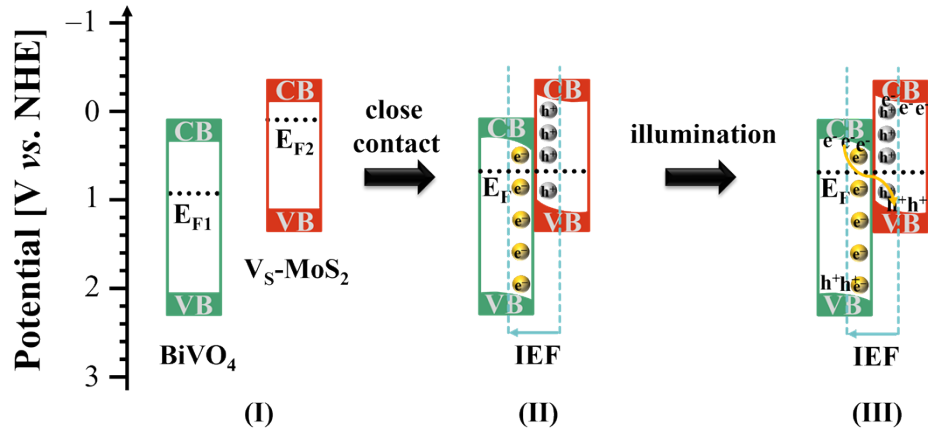 Potential [V vs. NHE]
−1
0
1
2
3
CB
E_F1
VB
BiVO₄
CB
E_F2
VB
V_S-MoS₂
(I)
close
contact
CB
CB
h⁺
h⁺
e⁻
h⁺
E_F
e⁻
h⁺
e⁻
VB
e⁻
e⁻
VB
IEF
(II)
illumination
CB
e⁻
e⁻ e⁻
h⁺
CB
e⁻ e⁻ e⁻
h⁺
e⁻
h⁺
E_F
e⁻
h⁺
h⁺ h⁺
e⁻
VB
e⁻
h⁺ h⁺ e⁻
VB
IEF
(III)